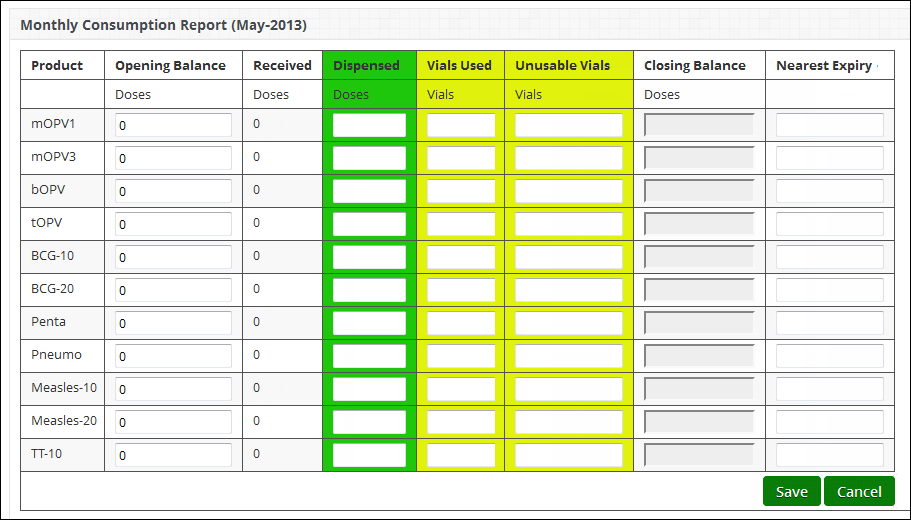 Monthly Consumption Report (May-2013)
Product Opening Balance Received Dispensed Vials Used Unusable Vials Closing Balance Nearest Expiry
Doses Doses Doses Vials Vials Doses
mOPV1 0 0
mOPV3 0 0
bOPV 0 0
tOPV 0 0
BCG-10 0 0
BCG-20 0 0
Penta 0 0
Pneumo 0 0
Measles-10 0 0
Measles-20 0 0
TT-10 0 0
Save Cancel